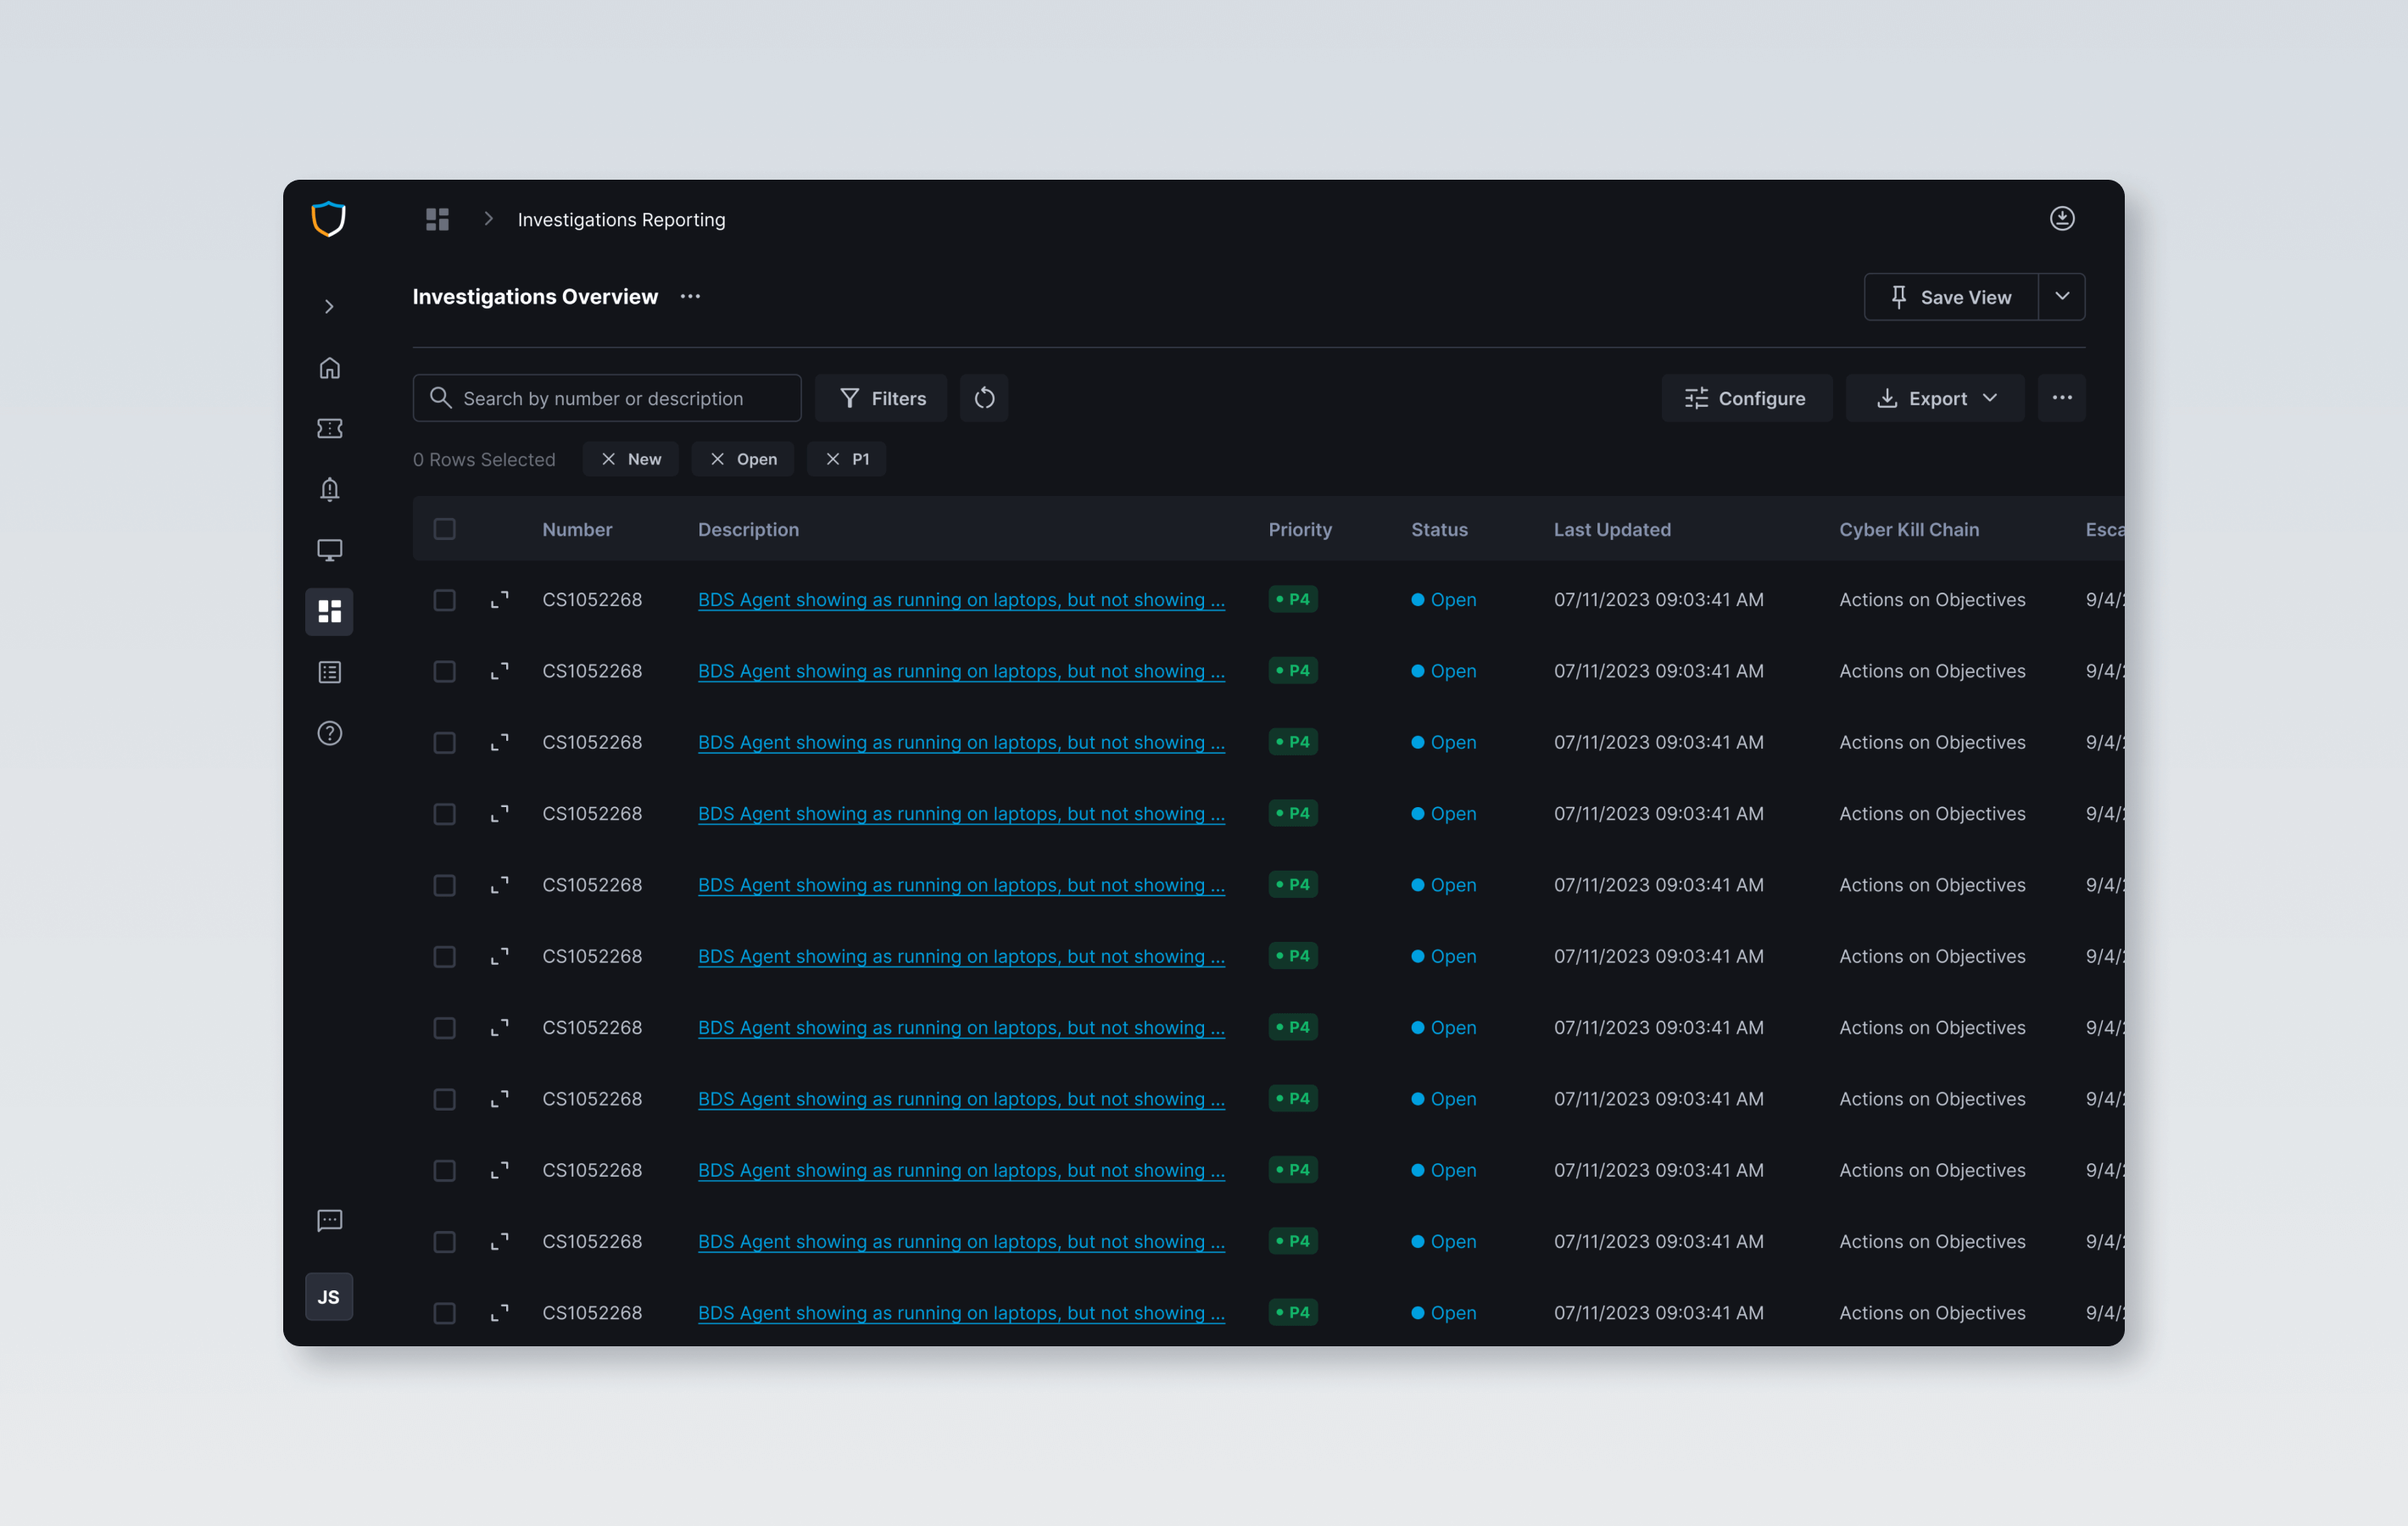 Investigations Reporting
Investigations Overview
Save View
Search by number or description Filters Configure Export
0 Rows Selected New Open P1
Number Description Priority Status Last Updated Cyber Kill Chain Esca
CS1052268 BDS Agent showing as running on laptops, but not showing ... P4 Open 07/11/2023 09:03:41 AM Actions on Objectives 9/4/
CS1052268 BDS Agent showing as running on laptops, but not showing ... P4 Open 07/11/2023 09:03:41 AM Actions on Objectives 9/4/
CS1052268 BDS Agent showing as running on laptops, but not showing ... P4 Open 07/11/2023 09:03:41 AM Actions on Objectives 9/4/
CS1052268 BDS Agent showing as running on laptops, but not showing ... P4 Open 07/11/2023 09:03:41 AM Actions on Objectives 9/4/
CS1052268 BDS Agent showing as running on laptops, but not showing ... P4 Open 07/11/2023 09:03:41 AM Actions on Objectives 9/4/
CS1052268 BDS Agent showing as running on laptops, but not showing ... P4 Open 07/11/2023 09:03:41 AM Actions on Objectives 9/4/
CS1052268 BDS Agent showing as running on laptops, but not showing ... P4 Open 07/11/2023 09:03:41 AM Actions on Objectives 9/4/
CS1052268 BDS Agent showing as running on laptops, but not showing ... P4 Open 07/11/2023 09:03:41 AM Actions on Objectives 9/4/
CS1052268 BDS Agent showing as running on laptops, but not showing ... P4 Open 07/11/2023 09:03:41 AM Actions on Objectives 9/4/
CS1052268 BDS Agent showing as running on laptops, but not showing ... P4 Open 07/11/2023 09:03:41 AM Actions on Objectives 9/4/
CS1052268 BDS Agent showing as running on laptops, but not showing ... P4 Open 07/11/2023 09:03:41 AM Actions on Objectives 9/4/
JS